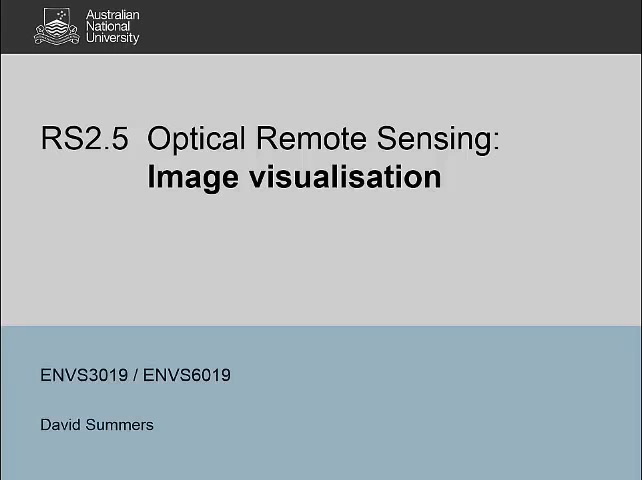 Australian
National
University
RS2.5 Optical Remote Sensing:
Image visualisation
ENVS3019 / ENVS6019
David Summers